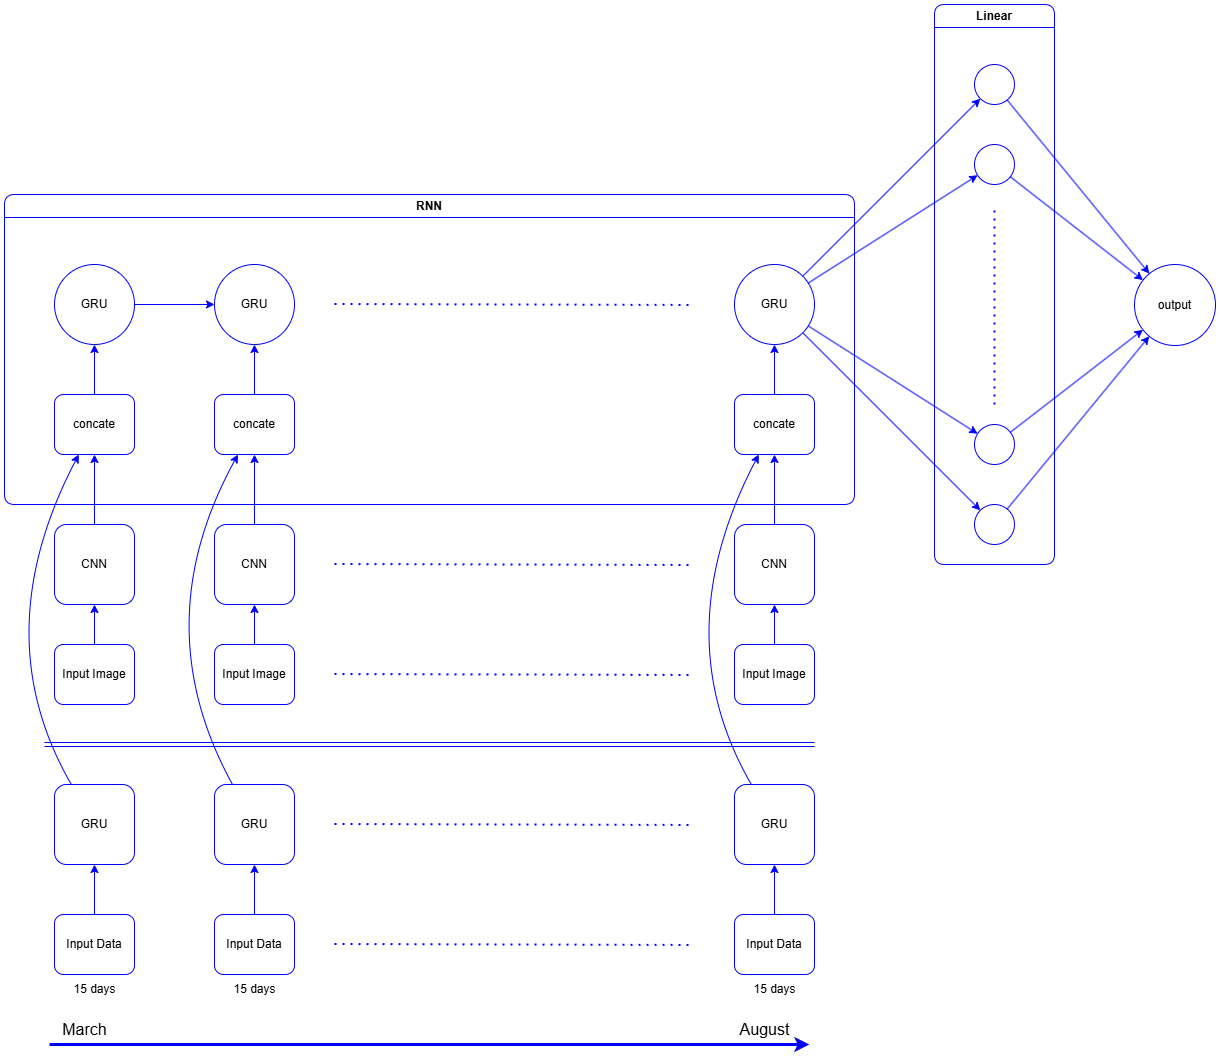 Linear
RNN
GRU
GRU
GRU
output
concate
concate
concate
CNN
CNN
CNN
Input Image
Input Image
Input Image
GRU
GRU
GRU
Input Data
Input Data
Input Data
15 days
15 days
15 days
March
August